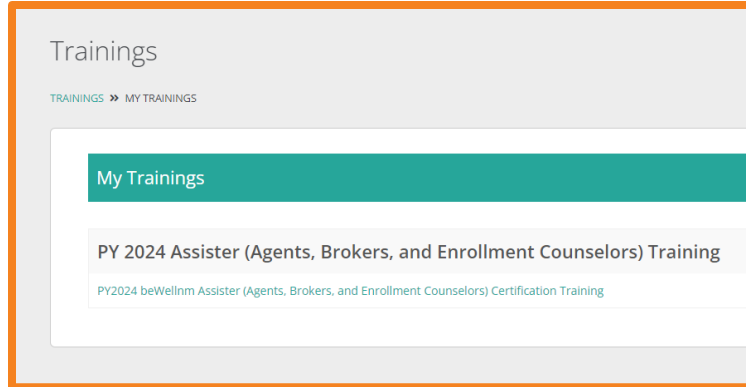 Trainings
TRAININGS » MY TRAININGS
My Trainings
PY 2024 Assister (Agents, Brokers, and Enrollment Counselors) Training
PY2024 beWellnm Assister (Agents, Brokers, and Enrollment Counselors) Certification Training